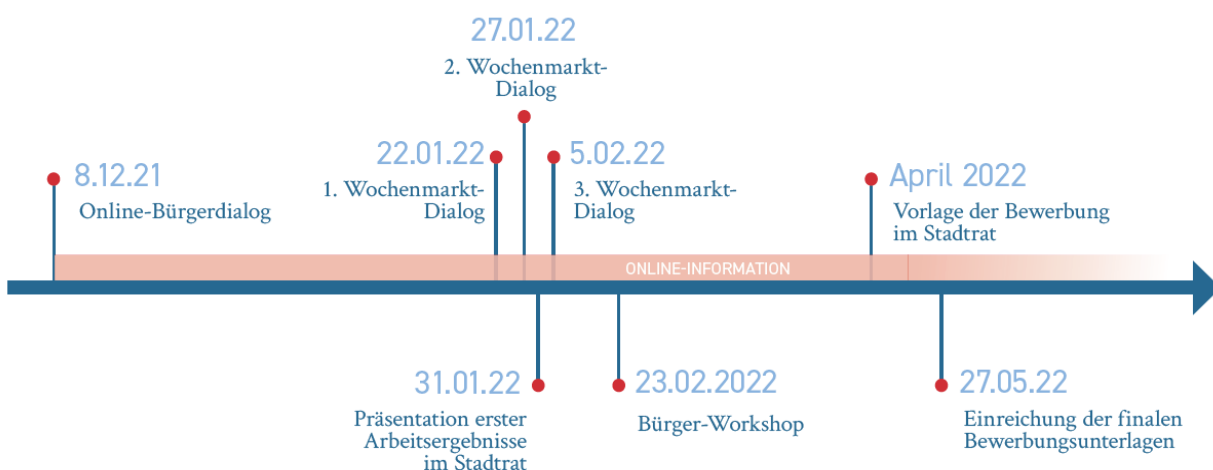 27.01.22
2. Wochenmarkt-
Dialog
8.12.21
Online-Bürgerdialog
22.01.22
1. Wochenmarkt-
Dialog
5.02.22
3. Wochenmarkt-
Dialog
April 2022
Vorlage der Bewerbung
im Stadtrat
ONLINE-INFORMATION
31.01.22
Präsentation erster
Arbeitsergebnisse
im Stadtrat
23.02.2022
Bürger-Workshop
27.05.22
Einreichung der finalen
Bewerbungsunterlagen